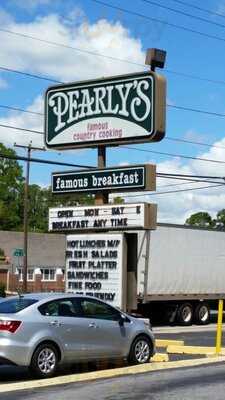 PEARLY'S
famous
country cooking
famous breakfast
OPEN MON - SAT 6
BREAKFAST ANY TIME
HOT LUNCHES M/F
FRESH SALADS
FRUIT PLATTER
SANDWICHES
FINE FOOD